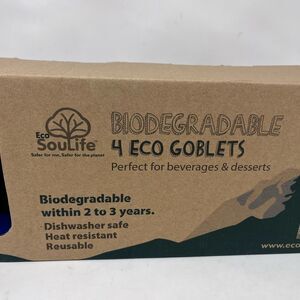 Eco
SouLife™
Safer for me, Safer for the planet
BIODEGRADABLE
4 ECO GOBLETS
Perfect for beverages & desserts
Biodegradable
within 2 to 3 years.
· Dishwasher safe
Heat resistant
Reusable
www.eco